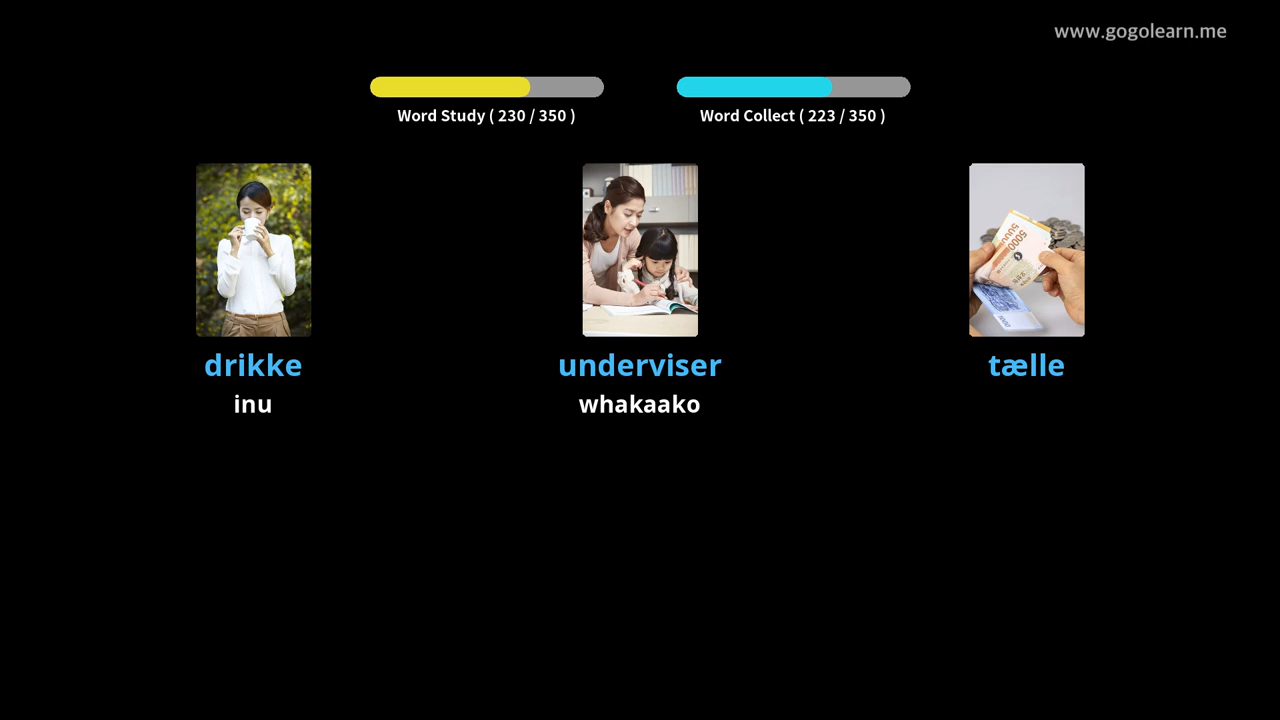 www.gogolearn.me
Word Study ( 230 / 350 )
Word Collect ( 223 / 350 )
drikke
underviser
tælle
inu
whakaako